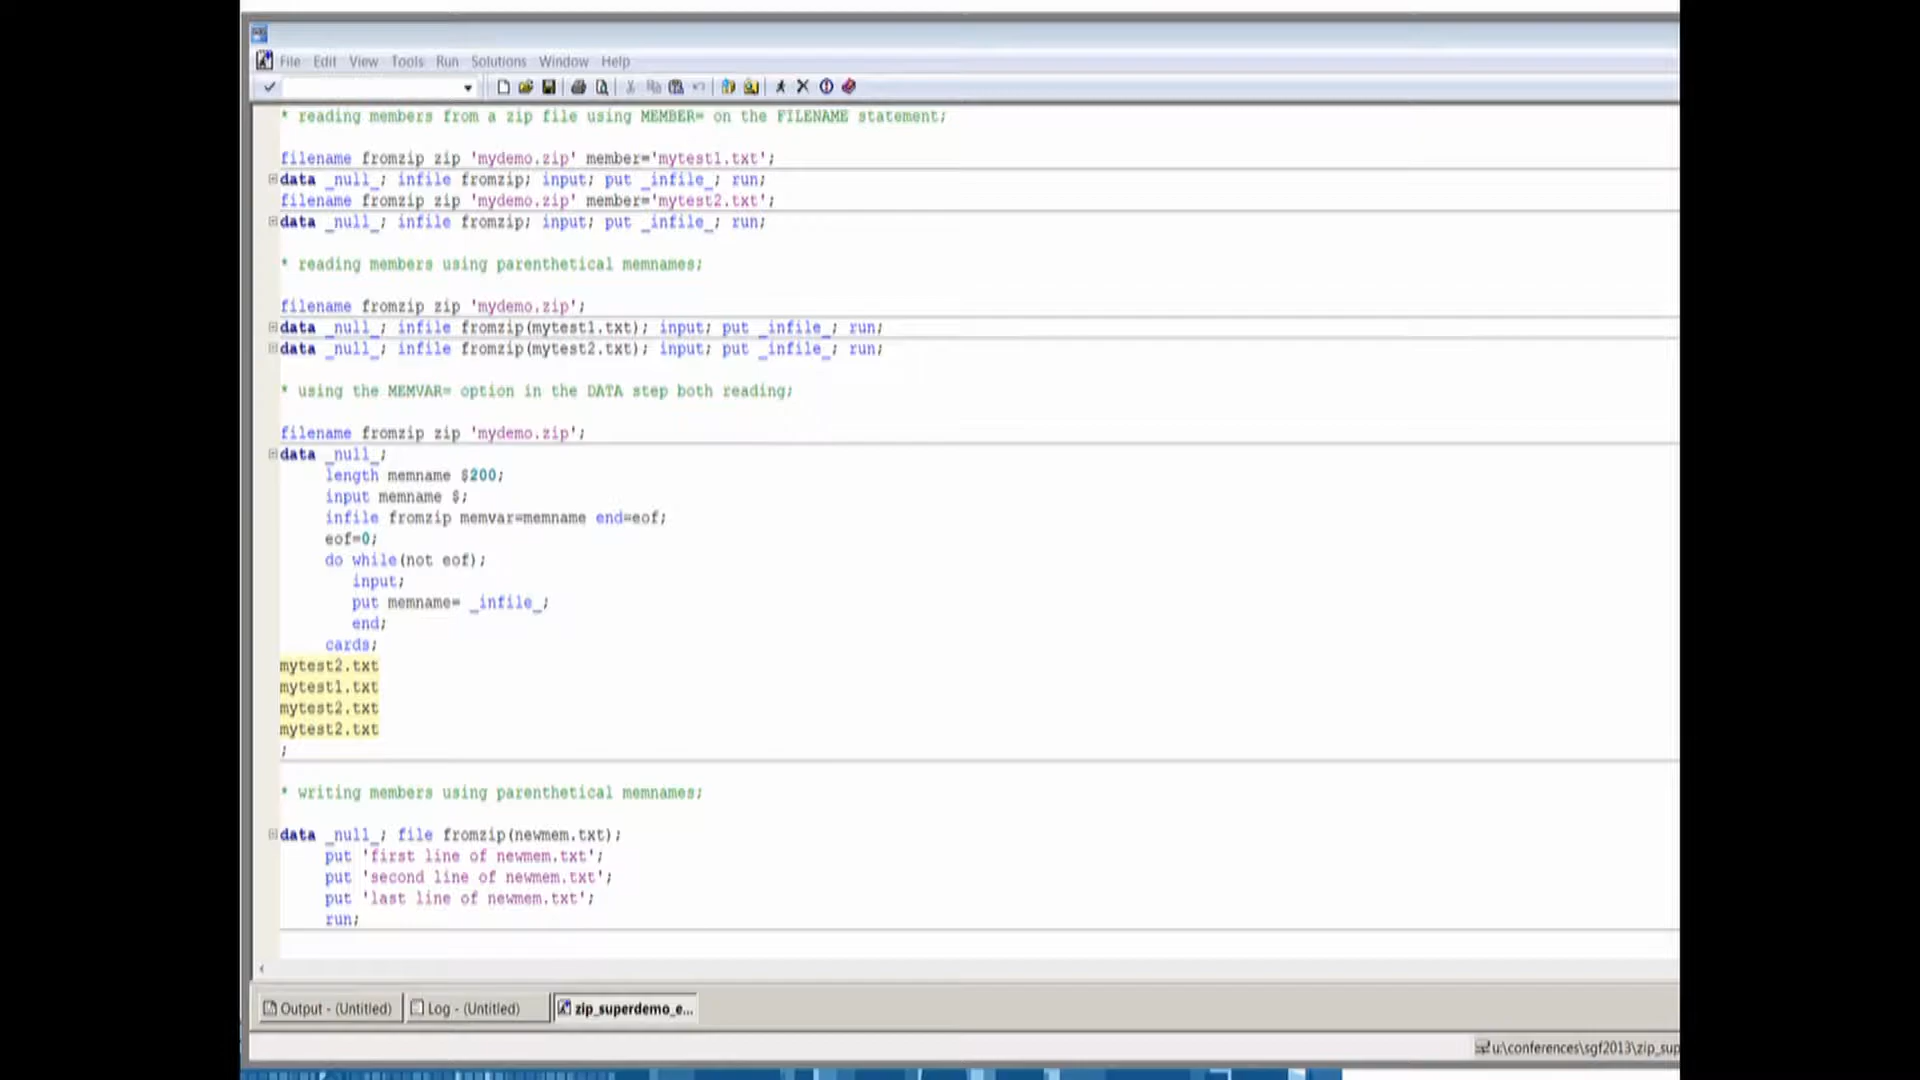 File Edit View Tools Run Solutions Window Help
* reading members from a zip file using MEMBER= on the FILENAME statement;
filename fromzip zip 'mydemo.zip' member='mytest1.txt';
data _null_; infile fromzip; input; put _infile_; run;
filename fromzip zip 'mydemo.zip' member='mytest2.txt';
data _null_; infile fromzip; input; put _infile_; run;
* reading members using parenthetical memnames;
filename fromzip zip 'mydemo.zip';
data _null_; infile fromzip(mytest1.txt); input; put _infile_; run;
data _null_; infile fromzip(mytest2.txt); input; put _infile_; run;
* using the MEMVAR= option in the DATA step both reading;
filename fromzip zip 'mydemo.zip';
data _null_;
length memname $200;
input memname $;
infile fromzip memvar=memname end=eof;
eof=0;
do while(not eof);
input;
put memname= _infile_;
end;
cards;
mytest2.txt
mytest1.txt
mytest2.txt
mytest2.txt
;
* writing members using parenthetical memnames;
data _null_; file fromzip(newmem.txt);
put 'first line of newmem.txt';
put 'second line of newmem.txt';
put 'last line of newmem.txt';
run;
Output - (Untitled) Log - (Untitled) zip_superdemo_e...
u:\conferences\sgf2013\zip_sup